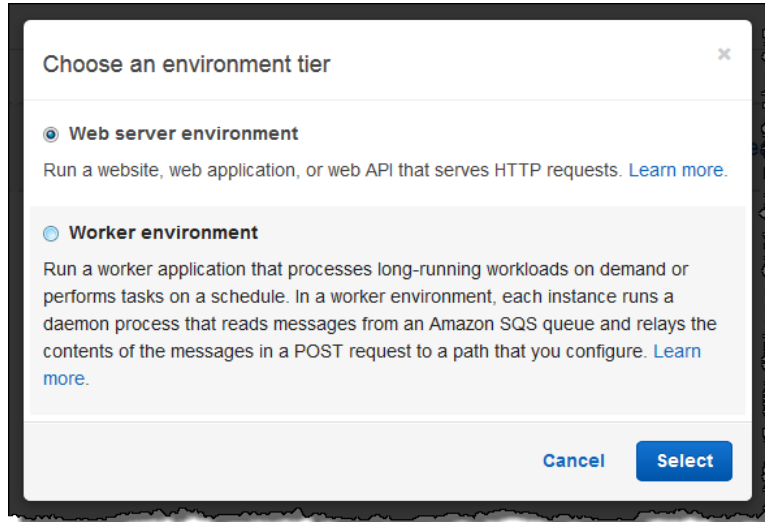 Choose an environment tier
×
Web server environment
Run a website, web application, or web API that serves HTTP requests. Learn more.
Worker environment
Run a worker application that processes long-running workloads on demand or
performs tasks on a schedule. In a worker environment, each instance runs a
daemon process that reads messages from an Amazon SQS queue and relays the
contents of the messages in a POST request to a path that you configure. Learn
more.
Cancel Select